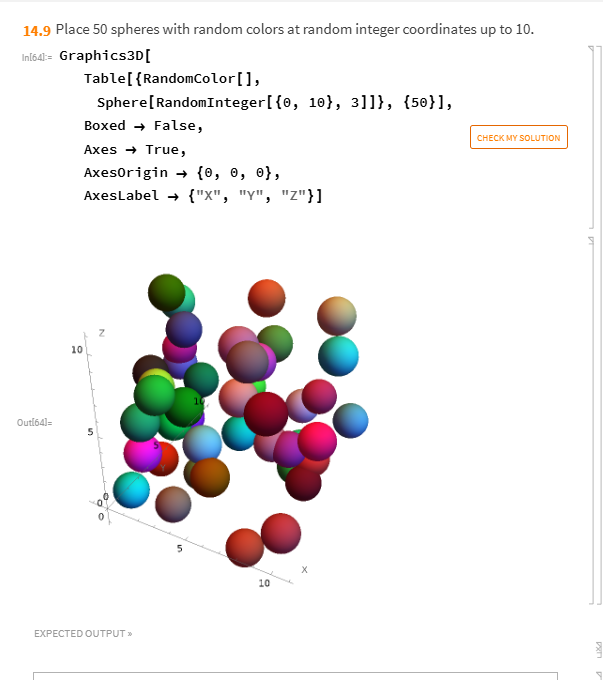 14.9 Place 50 spheres with random colors at random integer coordinates up to 10.
In[64]:= Graphics3D[
Table[{RandomColor[],
Sphere[RandomInteger[{0, 10}, 3]]}, {50}],
Boxed → False,
CHECK MY SOLUTION
Axes → True,
AxesOrigin → {0, 0, 0},
AxesLabel → {"X", "Y", "Z"}]
Z
10
10
Out[64]=
5
5
Y
0
0
0
5
X
10
EXPECTED OUTPUT »